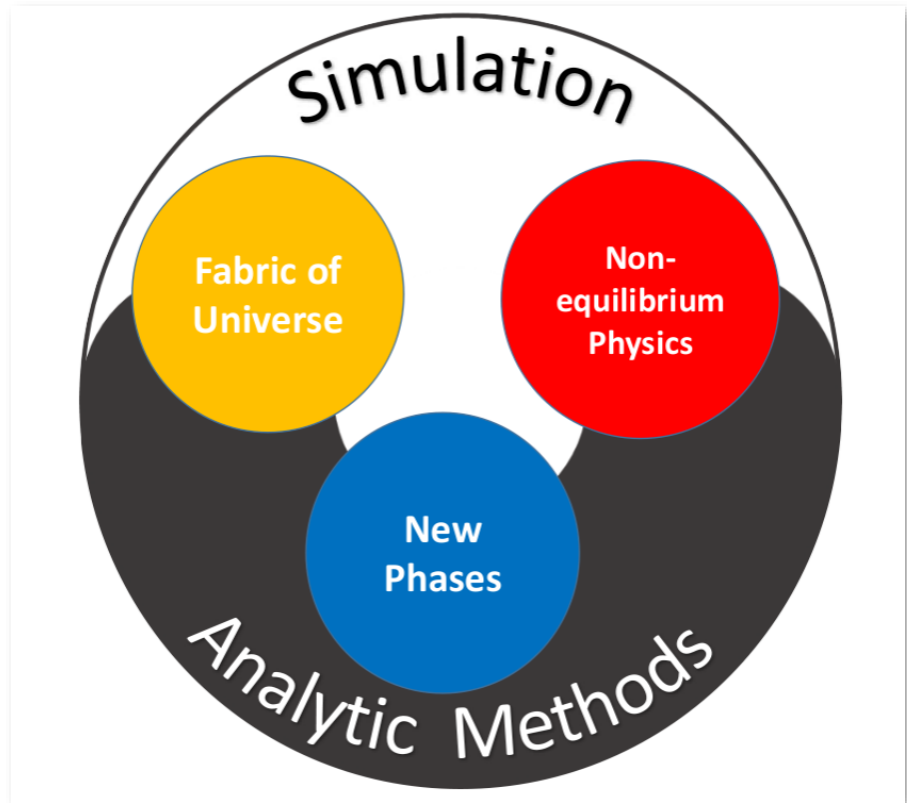 Simulation
Fabric of
Universe
Non-
equilibrium
Physics
New
Phases
Analytic Methods